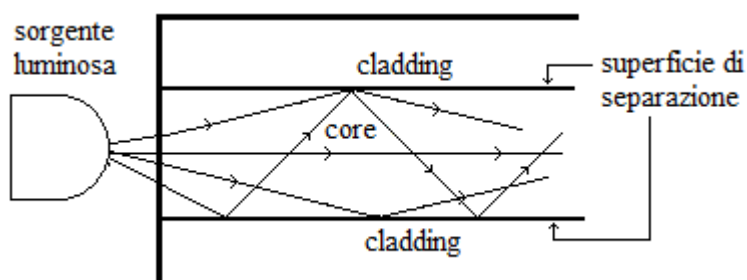 sorgente
luminosa
cladding
superficie di
separazione
core
cladding